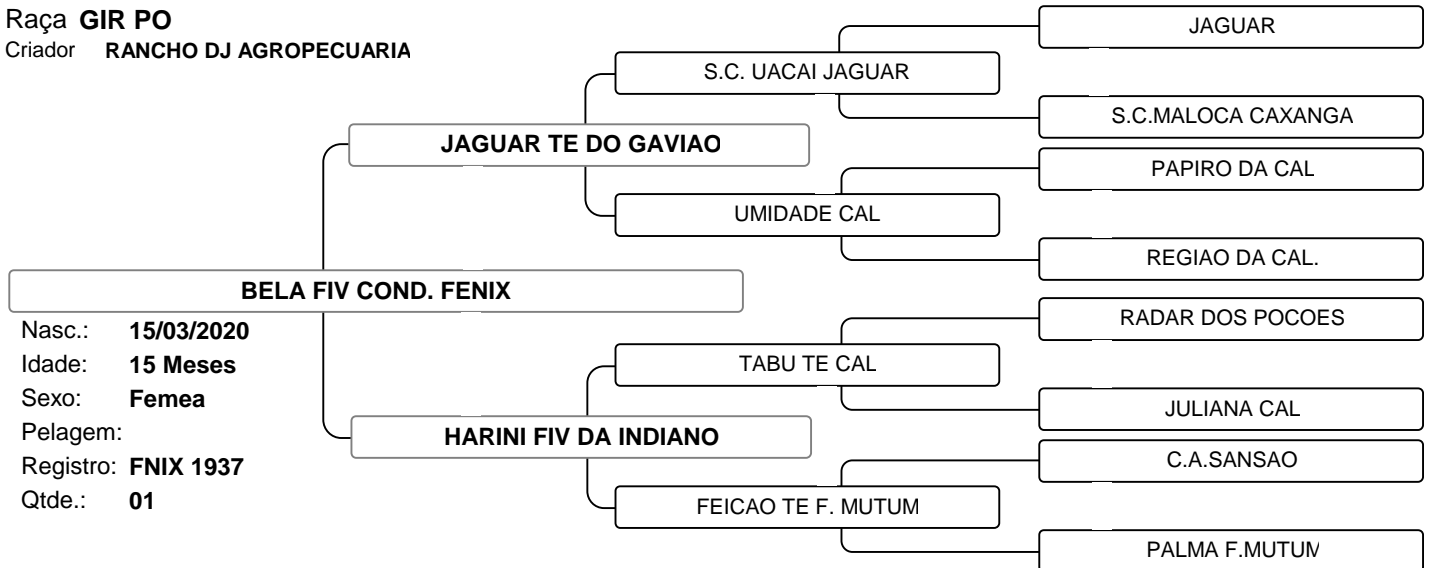 Raça GIR PO
Criador RANCHO DJ AGROPECUARIA
JAGUAR
S.C. UACAI JAGUAR
S.C.MALOCA CAXANGA
JAGUAR TE DO GAVIAO
PAPIRO DA CAL
UMIDADE CAL
REGIAO DA CAL.
BELA FIV COND. FENIX
Nasc.: 15/03/2020
Idade: 15 Meses
Sexo: Femea
Pelagem:
Registro: FNIX 1937
Qtde.: 01
RADAR DOS POCOES
TABU TE CAL
JULIANA CAL
HARINI FIV DA INDIANO
C.A.SANSAO
FEICAO TE F. MUTUM
PALMA F.MUTUM